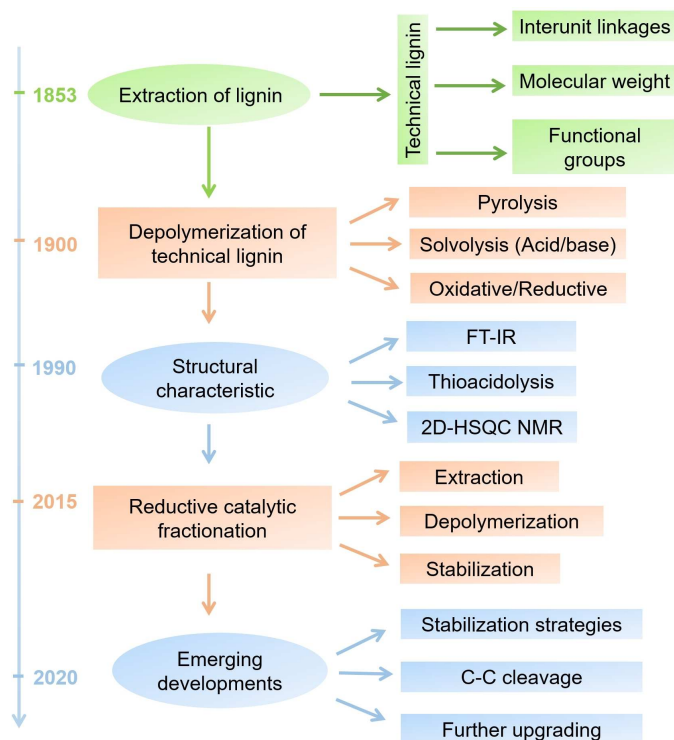 1853
Extraction of lignin
Technical lignin
Interunit linkages
Molecular weight
Functional
groups
1900
Depolymerization of
technical lignin
Pyrolysis
Solvolysis (Acid/base)
Oxidative/Reductive
1990
Structural
characteristic
FT-IR
Thioacidolysis
2D-HSQC NMR
2015
Reductive catalytic
fractionation
Extraction
Depolymerization
Stabilization
2020
Emerging
developments
Stabilization strategies
C-C cleavage
Further upgrading